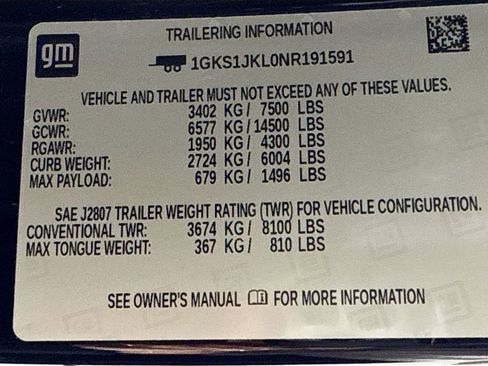 gm
TRAILERING INFORMATION
1GKS1JKL0NR191591
VEHICLE AND TRAILER MUST NOT EXCEED ANY OF THESE VALUES.
GVWR: 3402 KG / 7500 LBS
GCWR: 6577 KG / 14500 LBS
RGAWR: 1950 KG / 4300 LBS
CURB WEIGHT: 2724 KG / 6004 LBS
MAX PAYLOAD: 679 KG / 1496 LBS
SAE J2807 TRAILER WEIGHT RATING (TWR) FOR VEHICLE CONFIGURATION.
CONVENTIONAL TWR: 3674 KG / 8100 LBS
MAX TONGUE WEIGHT: 367 KG / 810 LBS
SEE OWNER'S MANUAL FOR MORE INFORMATION